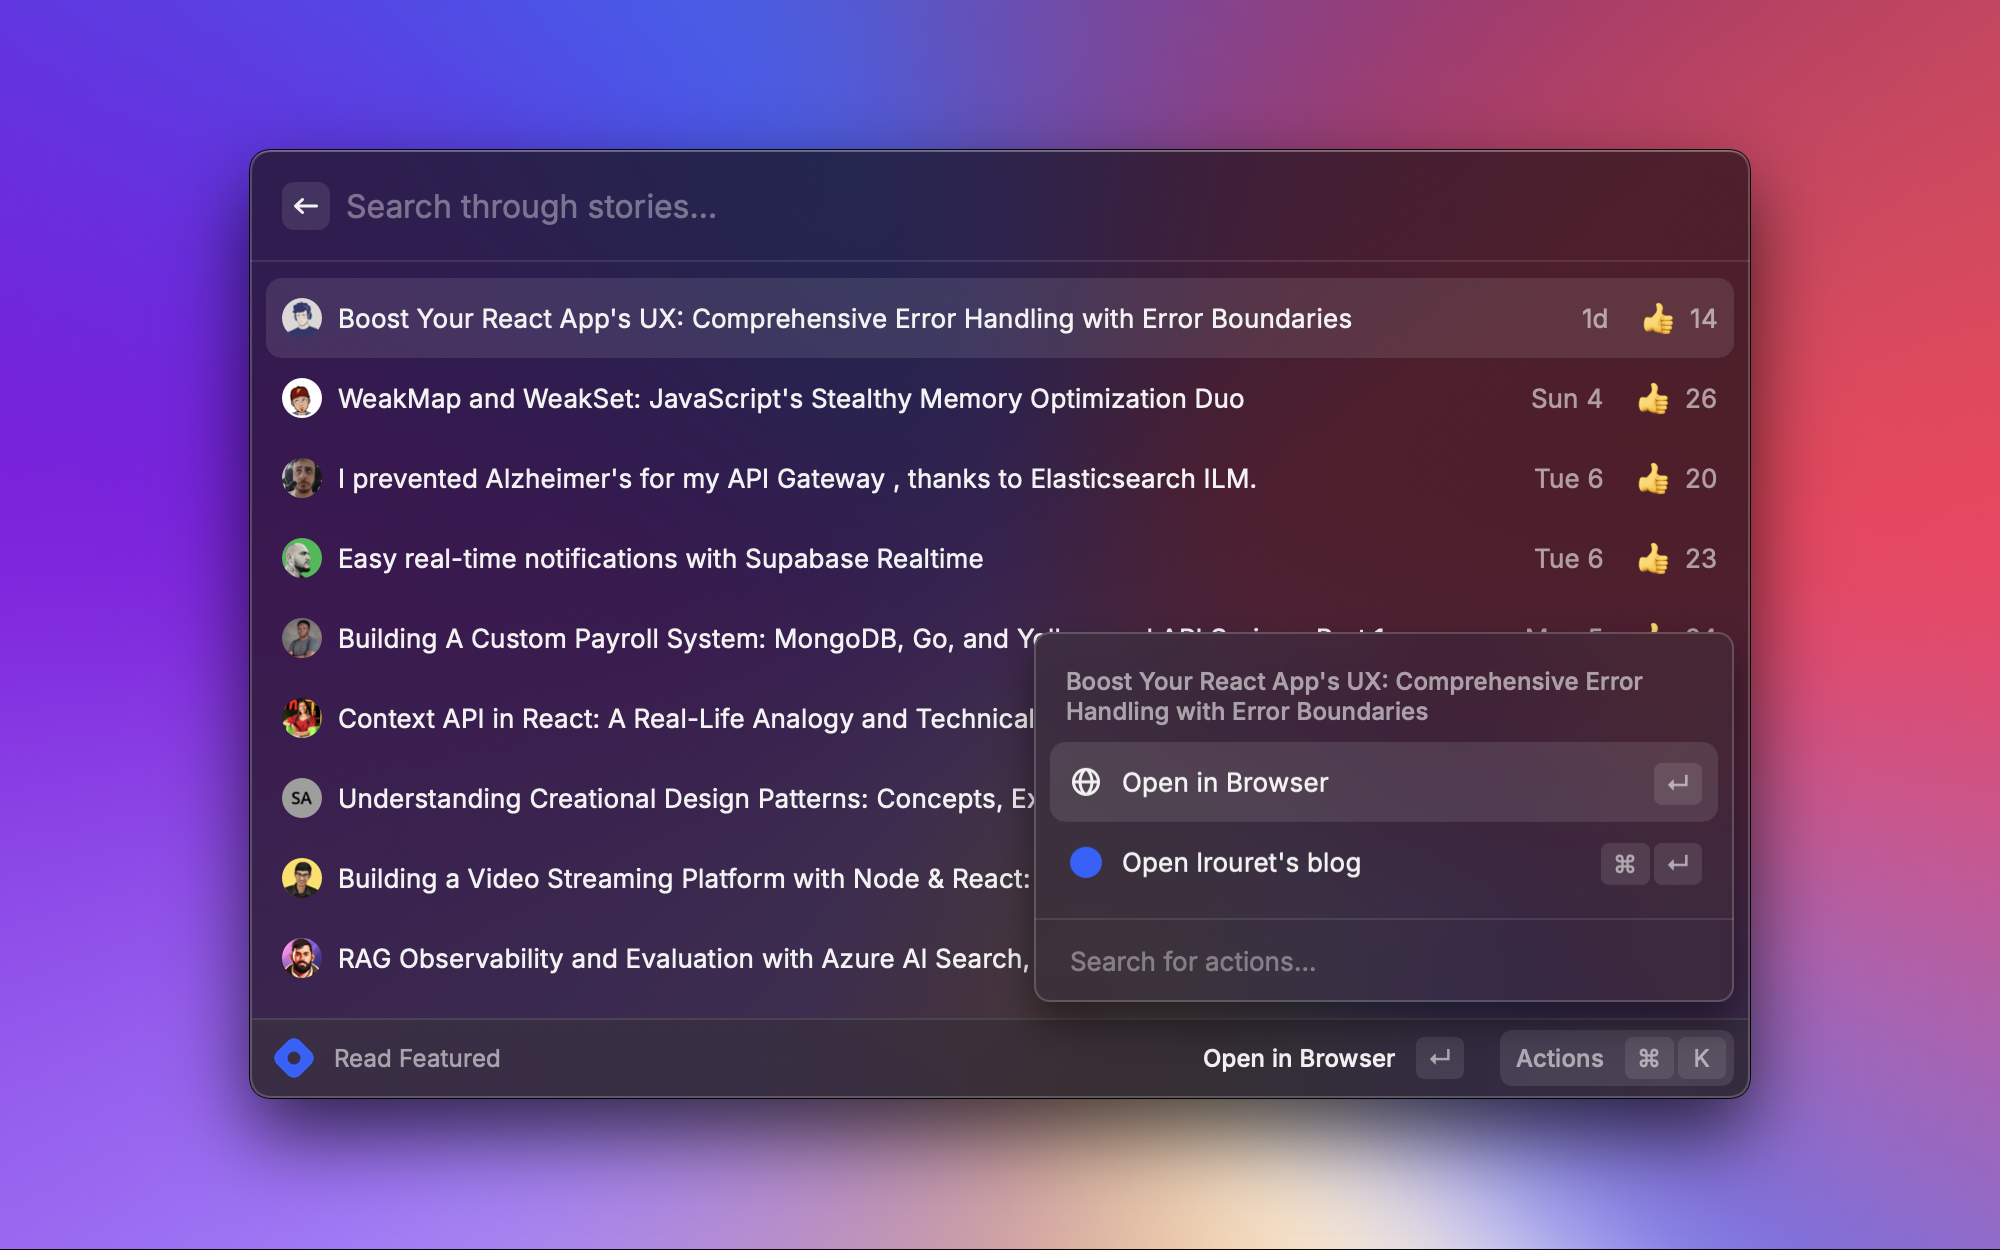 Search through stories...
Boost Your React App's UX: Comprehensive Error Handling with Error Boundaries 1d 👍 14
WeakMap and WeakSet: JavaScript's Stealthy Memory Optimization Duo Sun 4 👍 26
I prevented Alzheimer's for my API Gateway , thanks to Elasticsearch ILM. Tue 6 👍 20
Easy real-time notifications with Supabase Realtime Tue 6 👍 23
Building A Custom Payroll System: MongoDB, Go, and
Context API in React: A Real-Life Analogy and Technical
SA Understanding Creational Design Patterns: Concepts,
Building a Video Streaming Platform with Node & React:
RAG Observability and Evaluation with Azure AI Search,
Boost Your React App's UX: Comprehensive Error
Handling with Error Boundaries
Open in Browser ↵
Open lrouret's blog ⌘ ↵
Search for actions...
Read Featured Open in Browser ↵ Actions ⌘ K